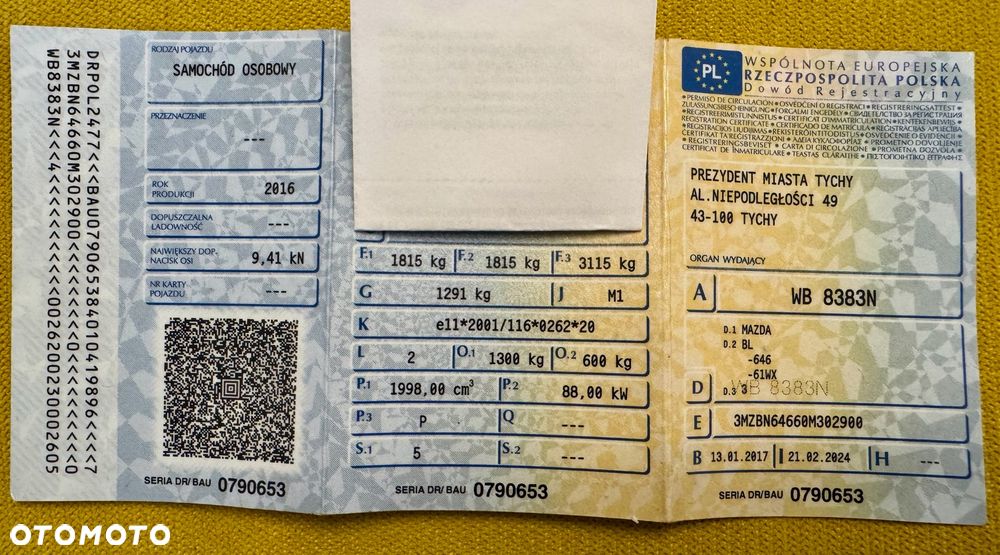 DRPOL2477<<BAU079065384010419896<<<<7
3MZBN64660M302900<<<<<<<<<<<<0<<<<<<0
WB8383N<<4<<<<<<<<<<00262000230002605
RODZAJ POJAZDU
SAMOCHÓD OSOBOWY
PRZEZNACZENIE
---
ROK PRODUKCJI 2016
DOPUSZCZALNA ŁADOWNOŚĆ ---
NAJWIĘKSZY DOP. NACISK OSI 9,41 kN
NR KARTY POJAZDU ---
SERIA DR/BAU 0790653
F.1 1815 kg F.2 1815 kg F.3 3115 kg
G 1291 kg J M1
K e11*2001/116*0262*20
L 2 O.1 1300 kg O.2 600 kg
P.1 1998,00 cm³ P.2 88,00 kW
P.3 P Q ---
S.1 5 S.2 ---
SERIA DR/BAU 0790653
PL
WSPÓLNOTA EUROPEJSKA
RZECZPOSPOLITA POLSKA
Dowód Rejestracyjny
PREZYDENT MIASTA TYCHY
AL.NIEPODLEGŁOŚCI 49
43-100 TYCHY
ORGAN WYDAJĄCY
A WB 8383N
D.1 MAZDA
D.2 BL
-646
-61WX
D D.3 3
WB 8383N
E 3MZBN64660M302900
B 13.01.2017 I 21.02.2024 H ---
SERIA DR/BAU 0790653
OTOMOTO